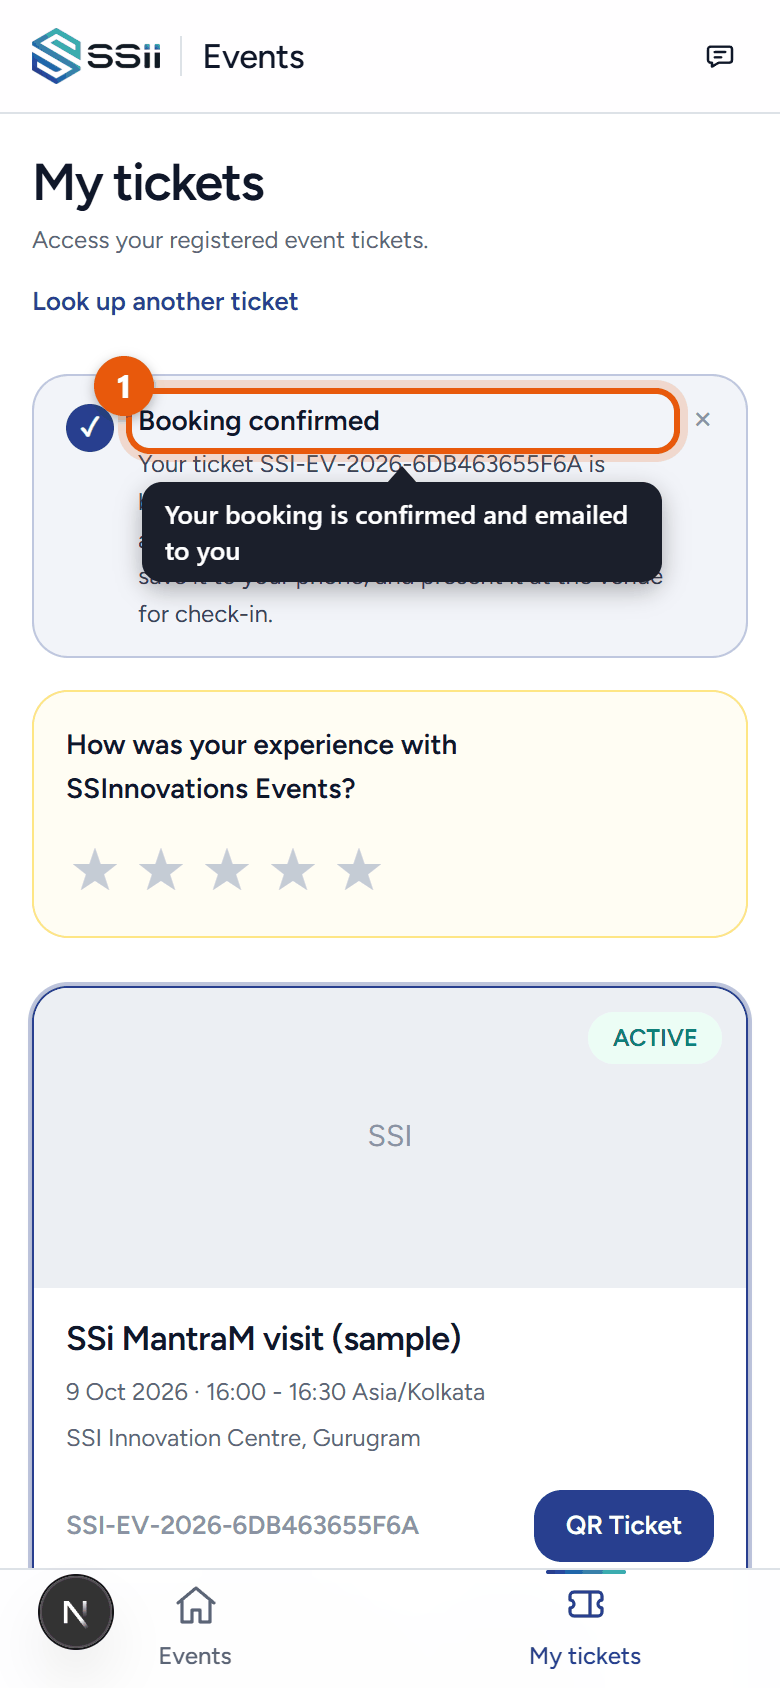 SSii
Events
My tickets
Access your registered event tickets.
Look up another ticket
1
Booking confirmed
Your ticket SSI-EV-2026-6DB463655F6A is
Your booking is confirmed and emailed
to you
for check-in.
How was your experience with
SSInnovations Events?
ACTIVE
SSI
SSi MantraM visit (sample)
9 Oct 2026 · 16:00 - 16:30 Asia/Kolkata
SSI Innovation Centre, Gurugram
SSI-EV-2026-6DB463655F6A
QR Ticket
N
Events
My tickets